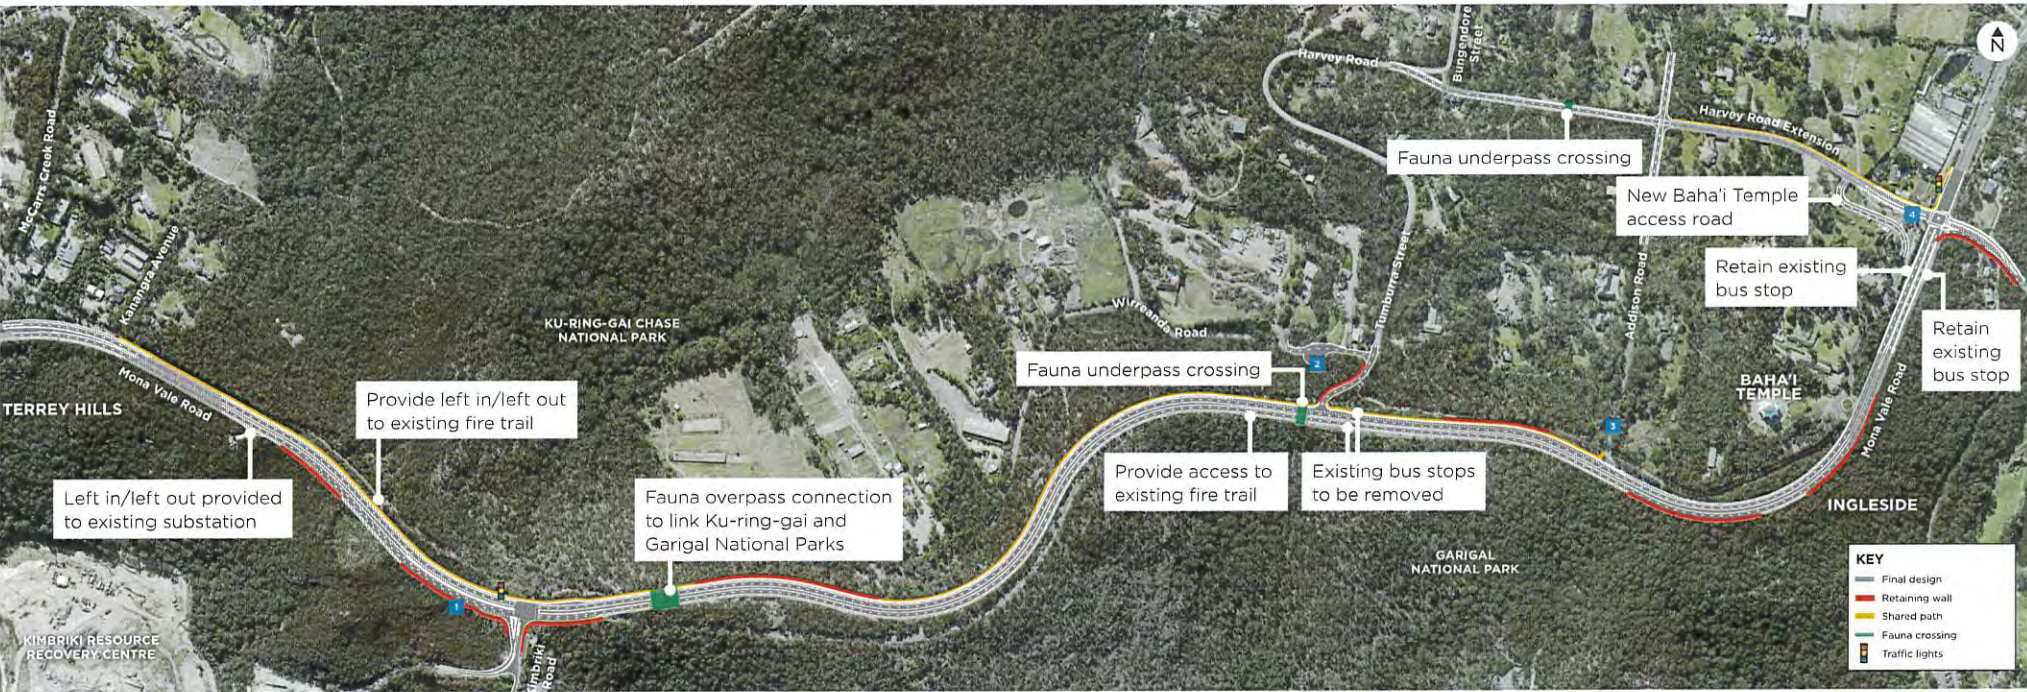 N
Harvey Road
Bungendore
Street
Fauna underpass crossing
Harvey Road Extension
New Baha'i Temple
access road
4
Retain existing
bus stop
Retain
existing
bus stop
McCarrs Creek Road
Kanangra Avenue
KU-RING-GAI CHASE
NATIONAL PARK
Wirreanda Road
Tumburra Street
Addison Road
Fauna underpass crossing
2
BAHA'I
TEMPLE
Mona Vale Road
TERREY HILLS
Mona Vale Road
Provide left in/left out
to existing fire trail
Left in/left out provided
to existing substation
Fauna overpass connection
to link Ku-ring-gai and
Garigal National Parks
Provide access to
existing fire trail
Existing bus stops
to be removed
3
INGLESIDE
GARIGAL
NATIONAL PARK
1
KIMBRIKI RESOURCE
RECOVERY CENTRE
Kimbriki
Road
KEY
Final design
Retaining wall
Shared path
Fauna crossing
Traffic lights